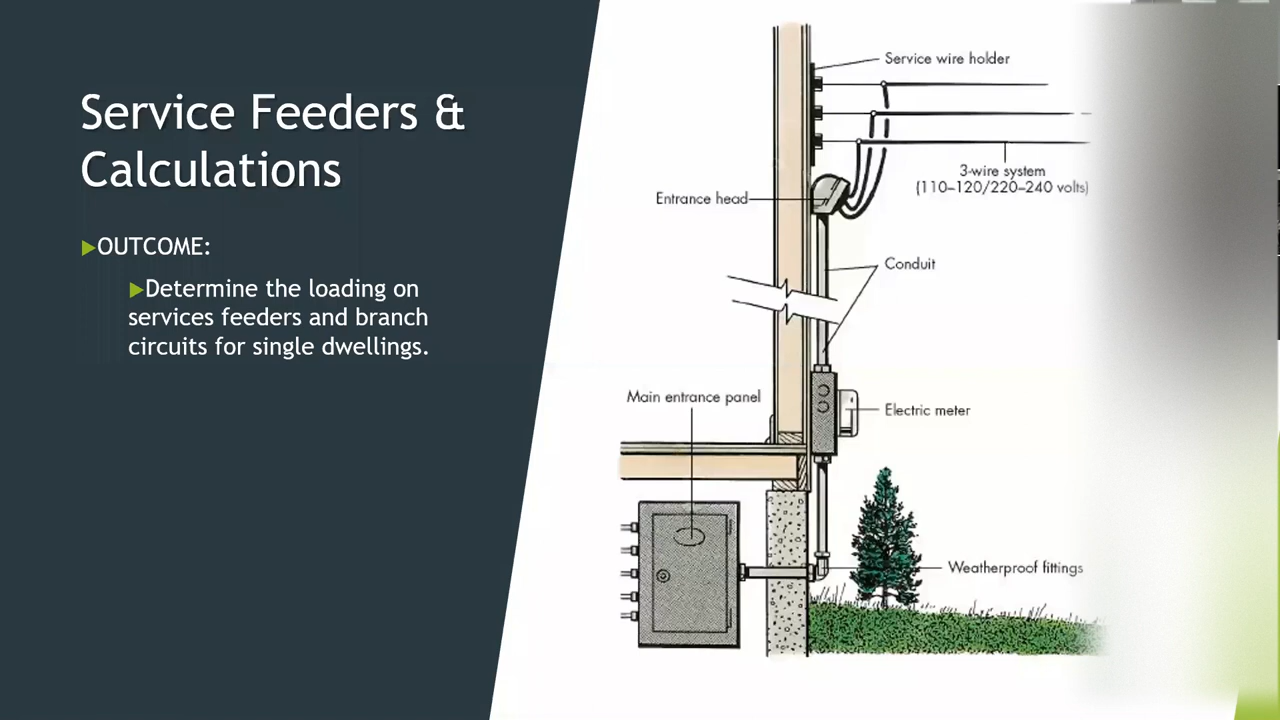 Service Feeders &
Calculations
OUTCOME:
Determine the loading on
services feeders and branch
circuits for single dwellings.
Service wire holder
3-wire system
(110–120/220–240 volts)
Entrance head
Conduit
Main entrance panel
Electric meter
Weatherproof fittings